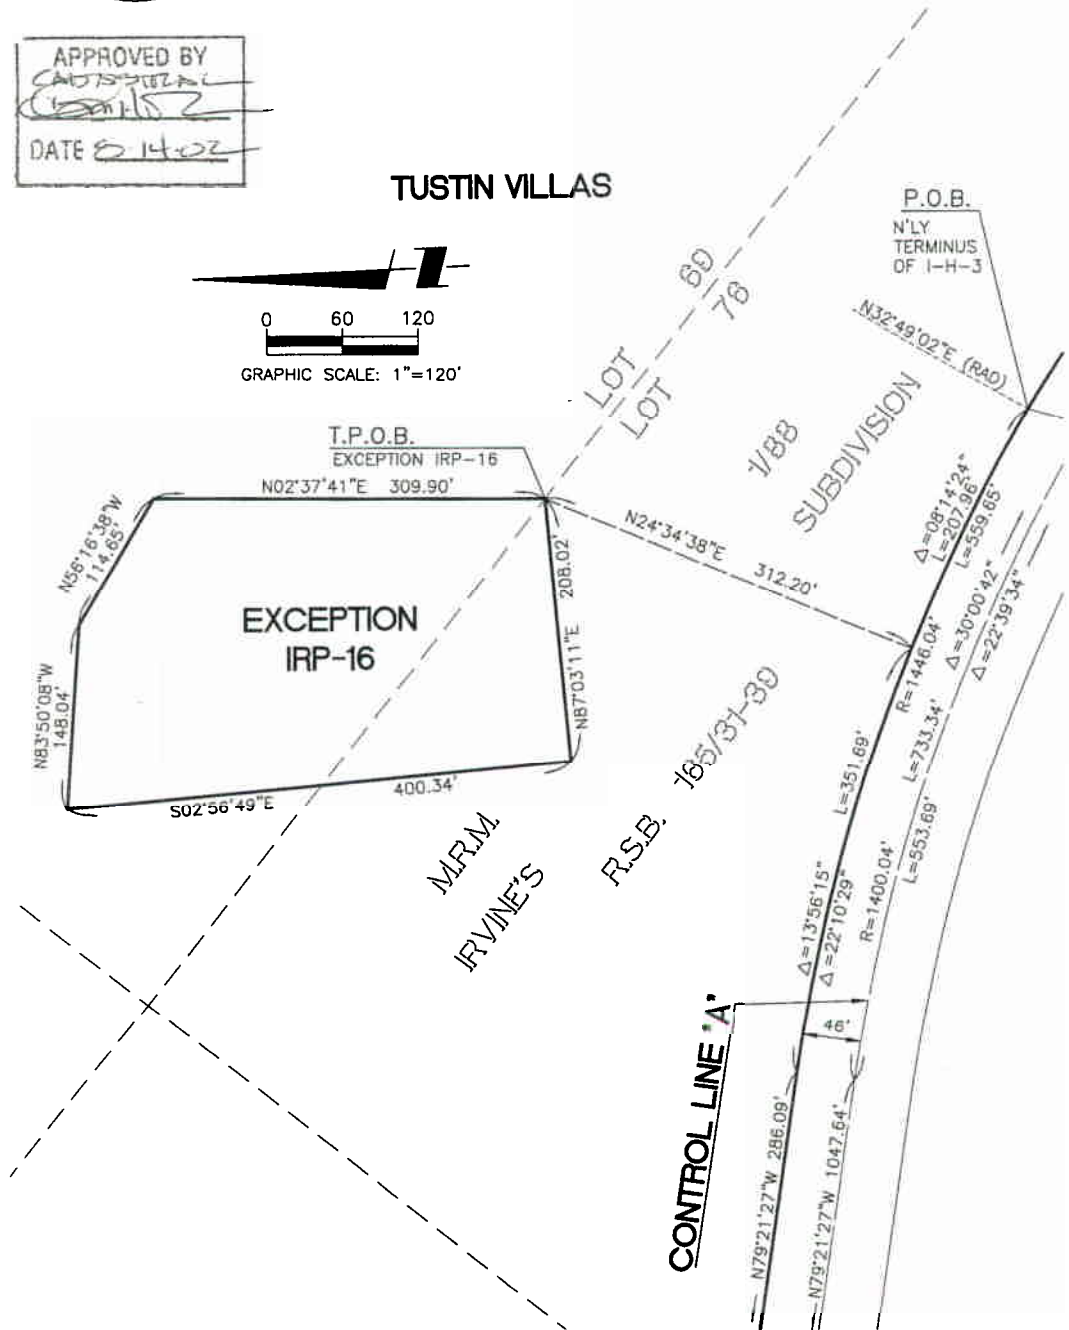 APPROVED BY
CADASTRAL
DATE 8-14-02
TUSTIN VILLAS
P.O.B.
N'LY
TERMINUS
OF I-H-3
0 60 120
GRAPHIC SCALE: 1"=120'
N32°49'02"E (RAD)
LOT 69
LOT 76
1/88
SUBDIVISION
T.P.O.B.
EXCEPTION IRP-16
N02°37'41"E 309.90'
N56°16'38"W
114.65'
N24°34'38"E 312.20'
208.02'
N87°03'11"E
EXCEPTION
IRP-16
N83°50'08"W
148.04'
S02°56'49"E 400.34'
Δ=08°14'24"
L=207.96'
L=559.65'
Δ=30°00'42"
Δ=22°39'34"
R=1446.04'
L=733.34'
L=351.69'
L=553.69'
R=1400.04'
Δ=13°56'15"
Δ=22°10'29"
M.R.M.
IRVINE'S
R.S.B. 165/31-39
46'
CONTROL LINE "A"
N79°21'27"W 286.09'
N79°21'27"W 1047.64'